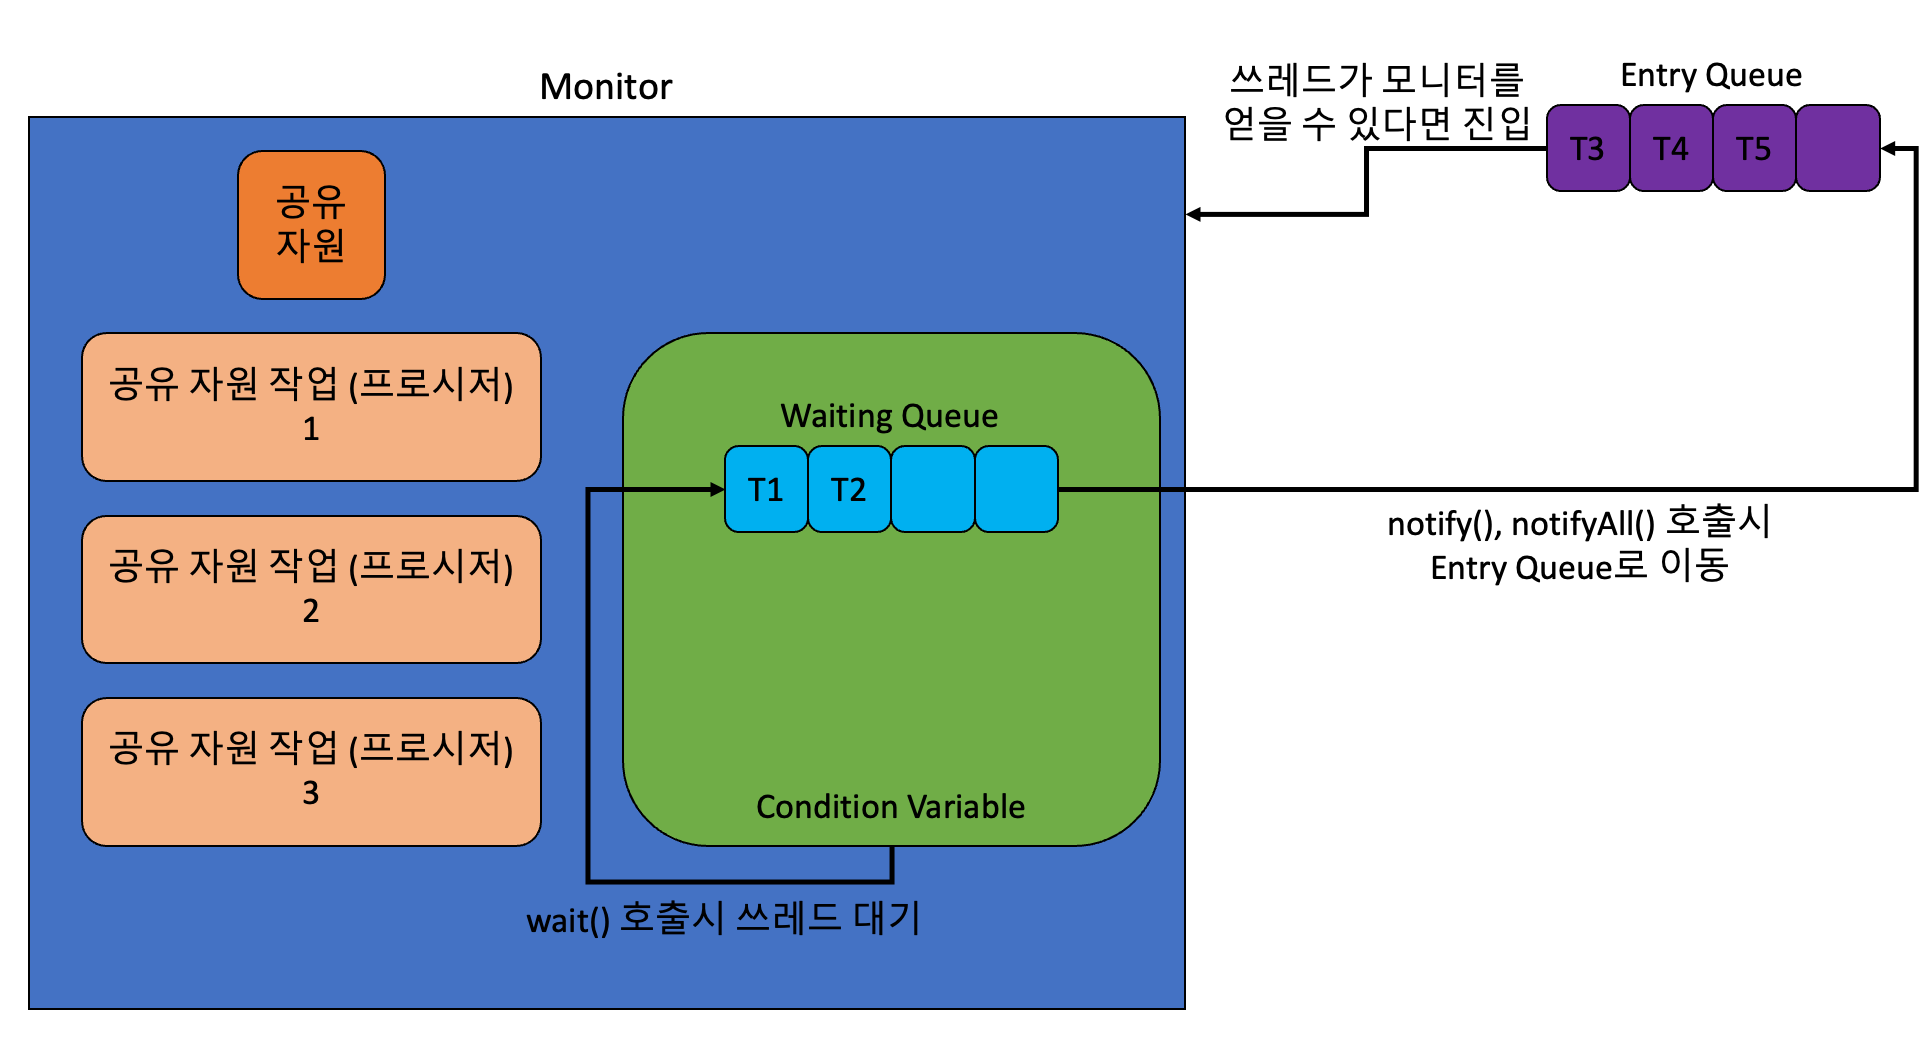 Monitor
쓰레드가 모니터를
얻을 수 있다면 진입
Entry Queue
T3 T4 T5
공유
자원
공유 자원 작업 (프로시저)
1
공유 자원 작업 (프로시저)
2
공유 자원 작업 (프로시저)
3
Waiting Queue
T1 T2
Condition Variable
wait() 호출시 쓰레드 대기
notify(), notifyAll() 호출시
Entry Queue로 이동